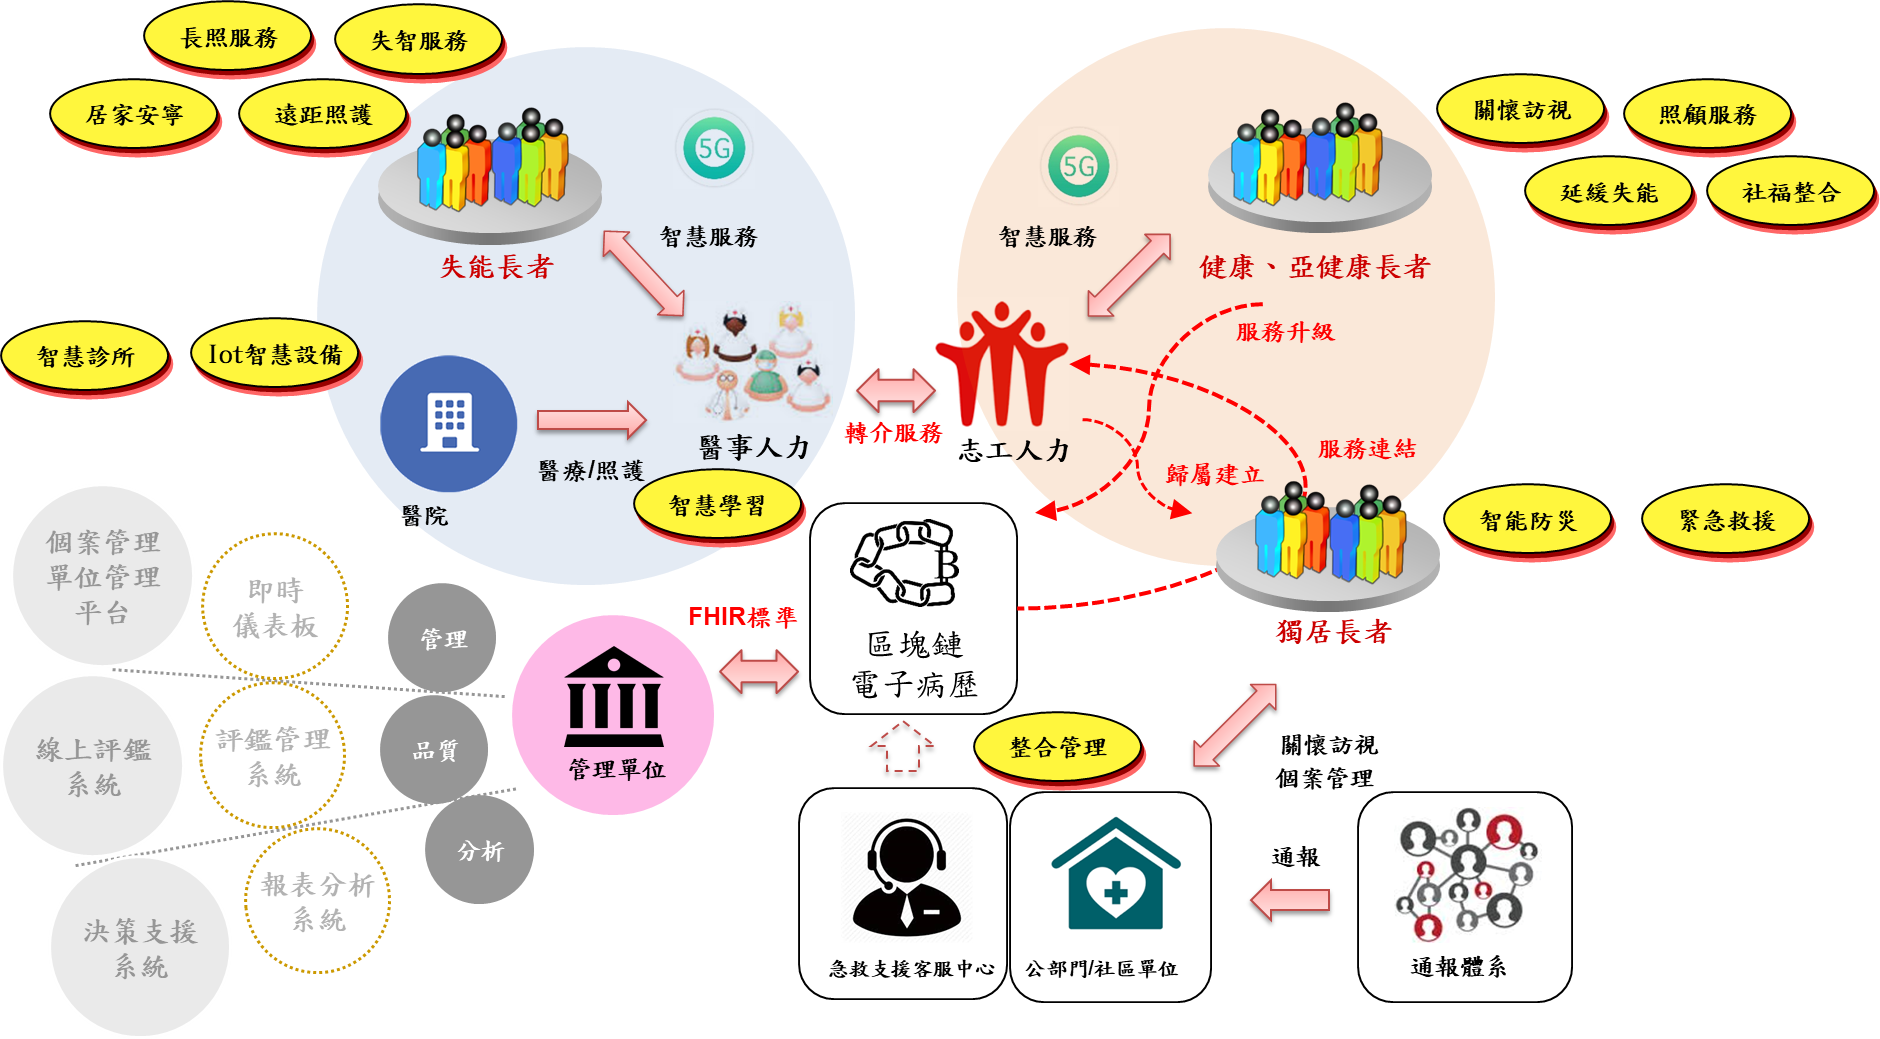 長照服務
失智服務
居家安寧
遠距照護
關懷訪視
照顧服務
延緩失能
社福整合
5G
智慧服務
失能長者
5G
智慧服務
健康、亞健康長者
智慧診所
Iot智慧設備
服務升級
醫療/照護
醫院
醫事人力
智慧學習
轉介服務
志工人力
歸屬建立
服務連結
智能防災
緊急救援
獨居長者
個案管理
單位管理
平台
即時
儀表板
管理
線上評鑑
系統
評鑑管理
系統
品質
決策支援
系統
報表分析
系統
分析
管理單位
FHIR標準
B
區塊鏈
電子病歷
整合管理
關懷訪視
個案管理
急救支援客服中心
公部門/社區單位
通報
通報體系